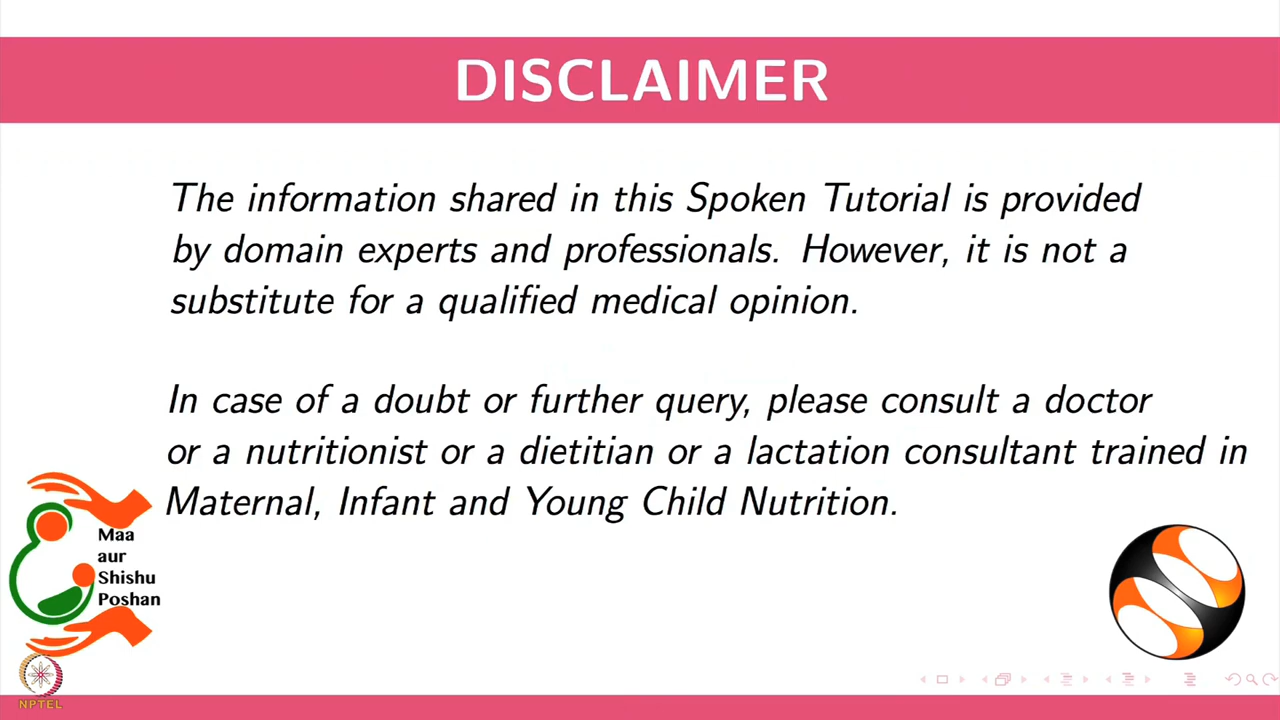 DISCLAIMER
The information shared in this Spoken Tutorial is provided
by domain experts and professionals. However, it is not a
substitute for a qualified medical opinion.
In case of a doubt or further query, please consult a doctor
or a nutritionist or a dietitian or a lactation consultant trained in
Maternal, Infant and Young Child Nutrition.
Maa
aur
Shishu
Poshan
NPTEL